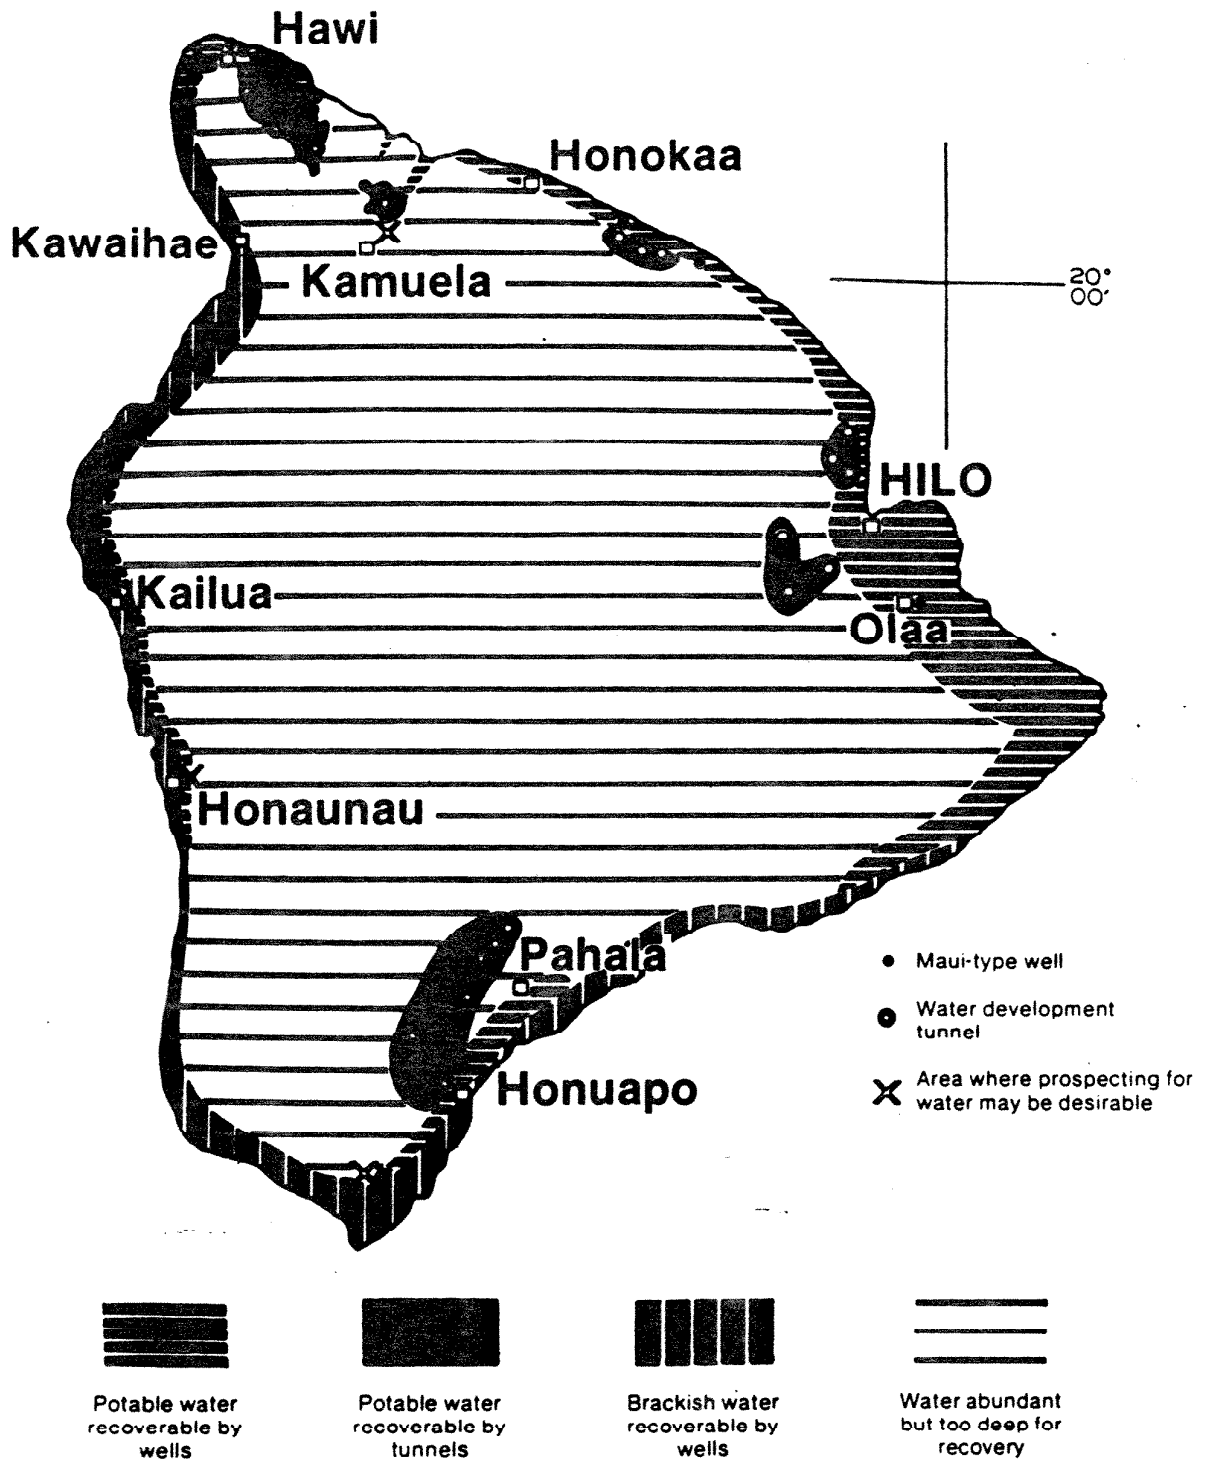 Hawi
Honokaa
Kawaihae
Kamuela
20°
00′
HILO
Kailua
Olaa
Honaunau
Pahala
Maui-type well
Water development
tunnel
Honuapo
Area where prospecting for
water may be desirable
Potable water
recoverable by
wells
Potable water
recoverable by
tunnels
Brackish water
recoverable by
wells
Water abundant
but too deep for
recovery